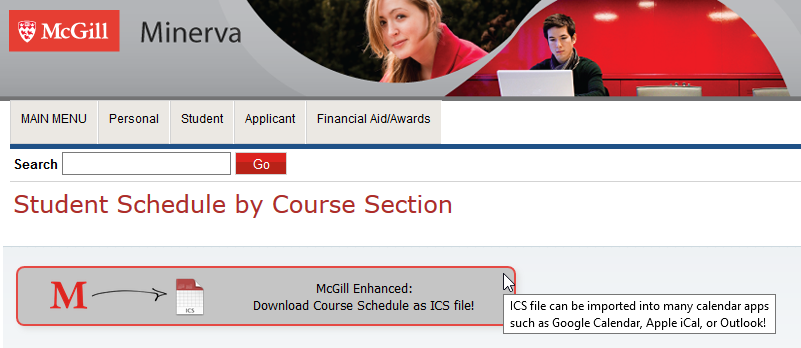 McGill
Minerva
MAIN MENU Personal Student Applicant Financial Aid/Awards
Search Go
Student Schedule by Course Section
M ICS
McGill Enhanced:
Download Course Schedule as ICS file!
ICS file can be imported into many calendar apps
such as Google Calendar, Apple iCal, or Outlook!